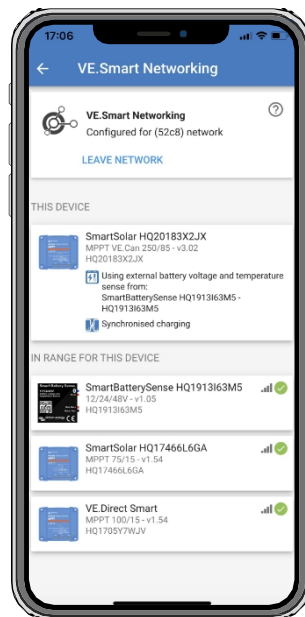 17:06
VE.Smart Networking
VE.Smart Networking
Configured for (52c8) network
LEAVE NETWORK
THIS DEVICE
SmartSolar HQ20183X2JX
MPPT VE.Can 250/85 - v3.02
HQ20183X2JX
Using external battery voltage and temperature
sense from:
SmartBatterySense HQ1913I63M5 -
HQ1913I63M5
Synchronised charging
IN RANGE FOR THIS DEVICE
SmartBatterySense HQ1913I63M5
12/24/48V - v1.05
HQ1913I63M5
SmartSolar HQ17466L6GA
MPPT 75/15 - v1.54
HQ17466L6GA
VE.Direct Smart
MPPT 100/15 - v1.54
HQ1705Y7WJV